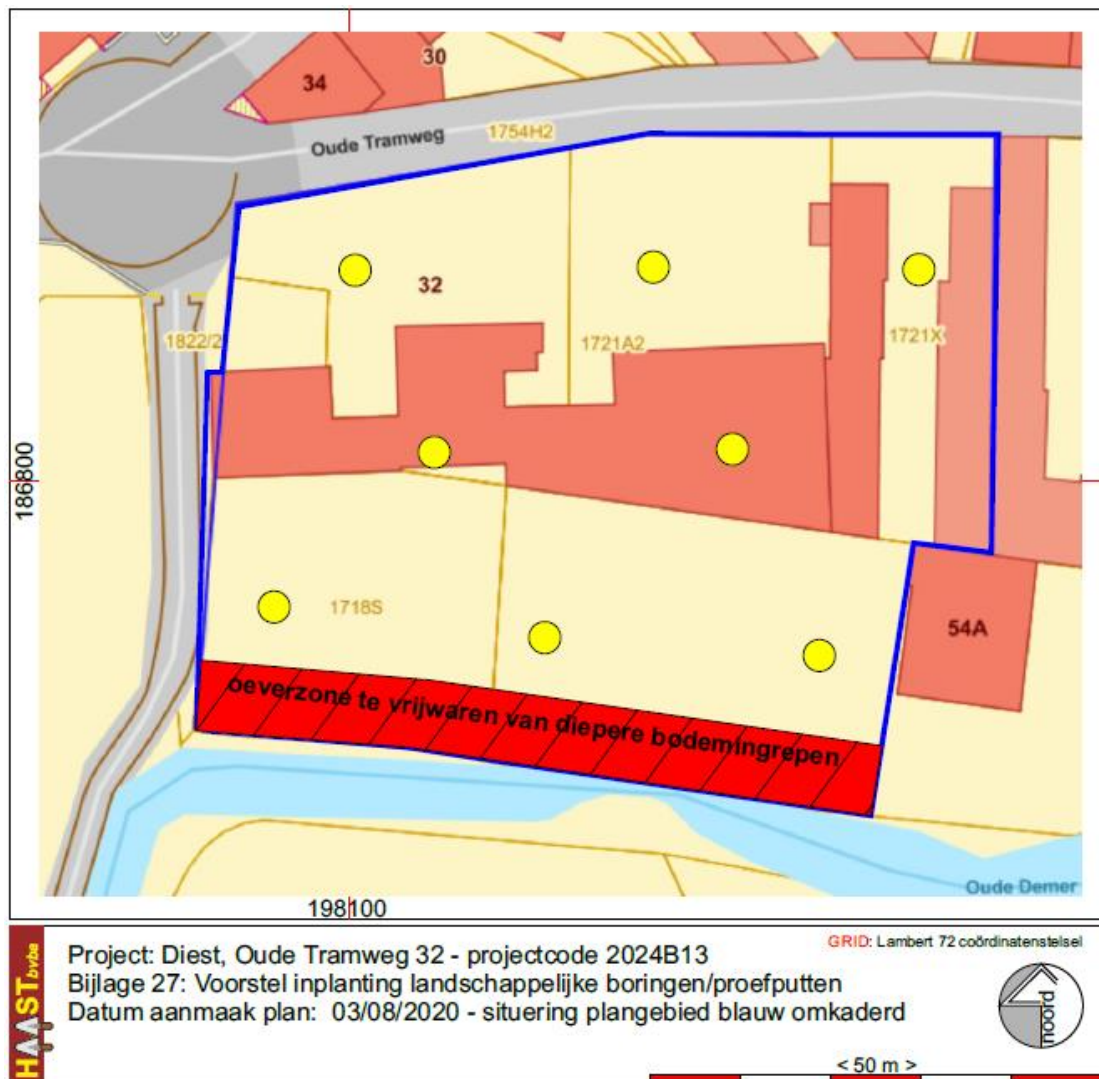 30
34
Oude Tramweg
1754H2
32
1822/2
1721A2
1721X
186800
1718S
54A
oeverzone te vrijwaren van diepere bodemingrepen
Oude Demer
198100
HAAST bvba
GRID: Lambert 72 coördinatenstelsel
Project: Diest, Oude Tramweg 32 - projectcode 2024B13
Bijlage 27: Voorstel inplanting landschappelijke boringen/proefputten
Datum aanmaak plan: 03/08/2020 - situering plangebied blauw omkaderd
noord
< 50 m >